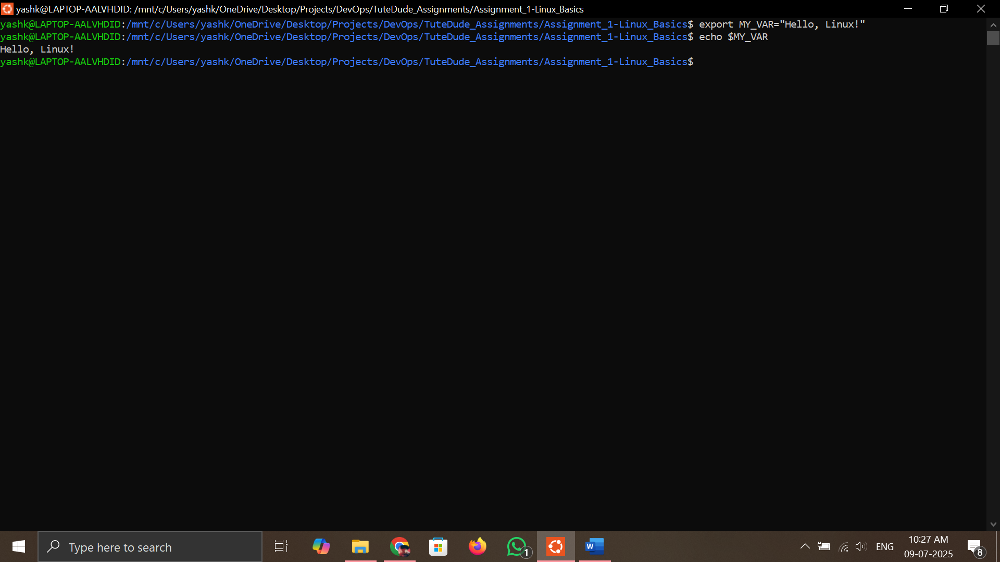 yashk@LAPTOP-AALVHDID: /mnt/c/Users/yashk/OneDrive/Desktop/Projects/DevOps/TuteDude_Assignments/Assignment_1-Linux_Basics
yashk@LAPTOP-AALVHDID:/mnt/c/Users/yashk/OneDrive/Desktop/Projects/DevOps/TuteDude_Assignments/Assignment_1-Linux_Basics$ export MY_VAR="Hello, Linux!"
yashk@LAPTOP-AALVHDID:/mnt/c/Users/yashk/OneDrive/Desktop/Projects/DevOps/TuteDude_Assignments/Assignment_1-Linux_Basics$ echo $MY_VAR
Hello, Linux!
yashk@LAPTOP-AALVHDID:/mnt/c/Users/yashk/OneDrive/Desktop/Projects/DevOps/TuteDude_Assignments/Assignment_1-Linux_Basics$
Type here to search
1
W
ENG
10:27 AM
09-07-2025
8